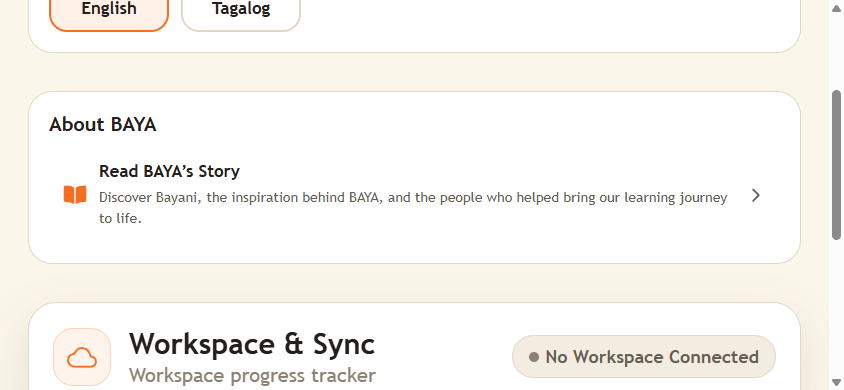 English
Tagalog
About BAYA
Read BAYA’s Story
Discover Bayani, the inspiration behind BAYA, and the people who helped bring our learning journey
to life.
Workspace & Sync
No Workspace Connected
Workspace progress tracker